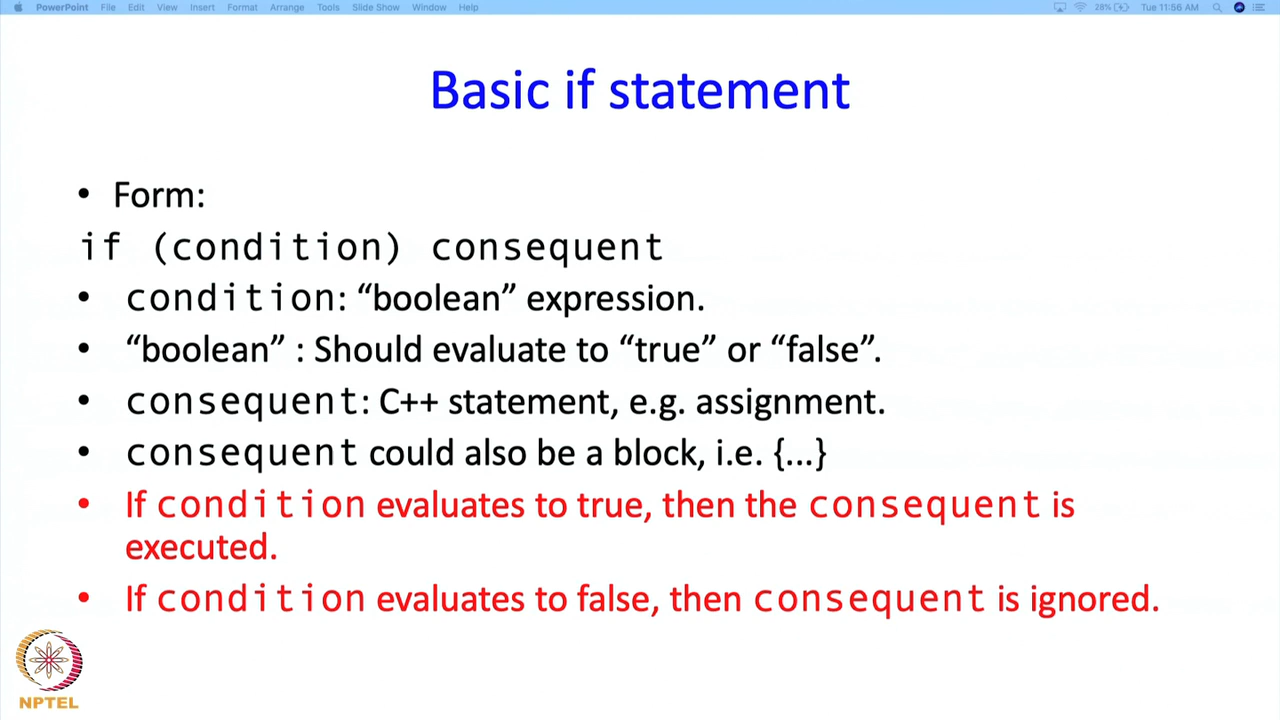 PowerPoint File Edit View Insert Format Arrange Tools Slide Show Window Help 28% Tue 11:56 AM
Basic if statement
• Form:
if (condition) consequent
• condition: “boolean” expression.
• “boolean” : Should evaluate to “true” or “false”.
• consequent: C++ statement, e.g. assignment.
• consequent could also be a block, i.e. {...}
• If condition evaluates to true, then the consequent is
executed.
• If condition evaluates to false, then consequent is ignored.
NPTEL